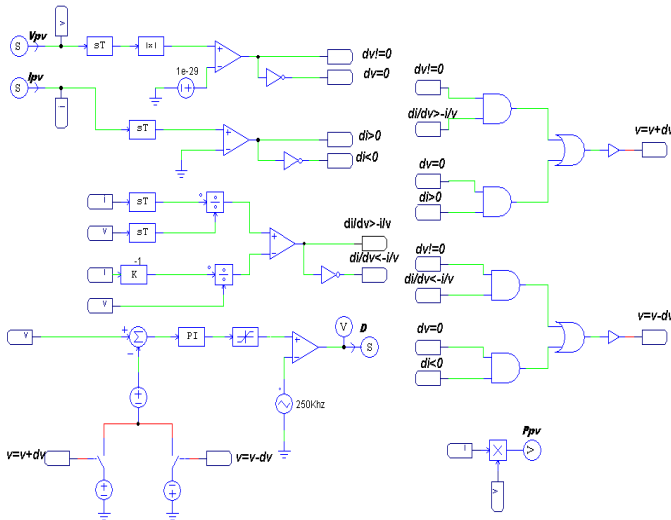 Vpv
S
v
sT
|x|
dv!=0
dv=0
1e-29
Ipv
S
i
sT
di>0
di<0
i
sT
v
sT
di/dv>-i/v
di/dv<-i/v
-1
i
K
v
v
Σ
PI
V
D
S
250Khz
v=v+dv
v=v-dv
dv!=0
di/dv>-i/v
v=v+dv
dv=0
di>0
dv!=0
di/dv<-i/v
v=v-dv
dv=0
di<0
Ppv
i
V
v